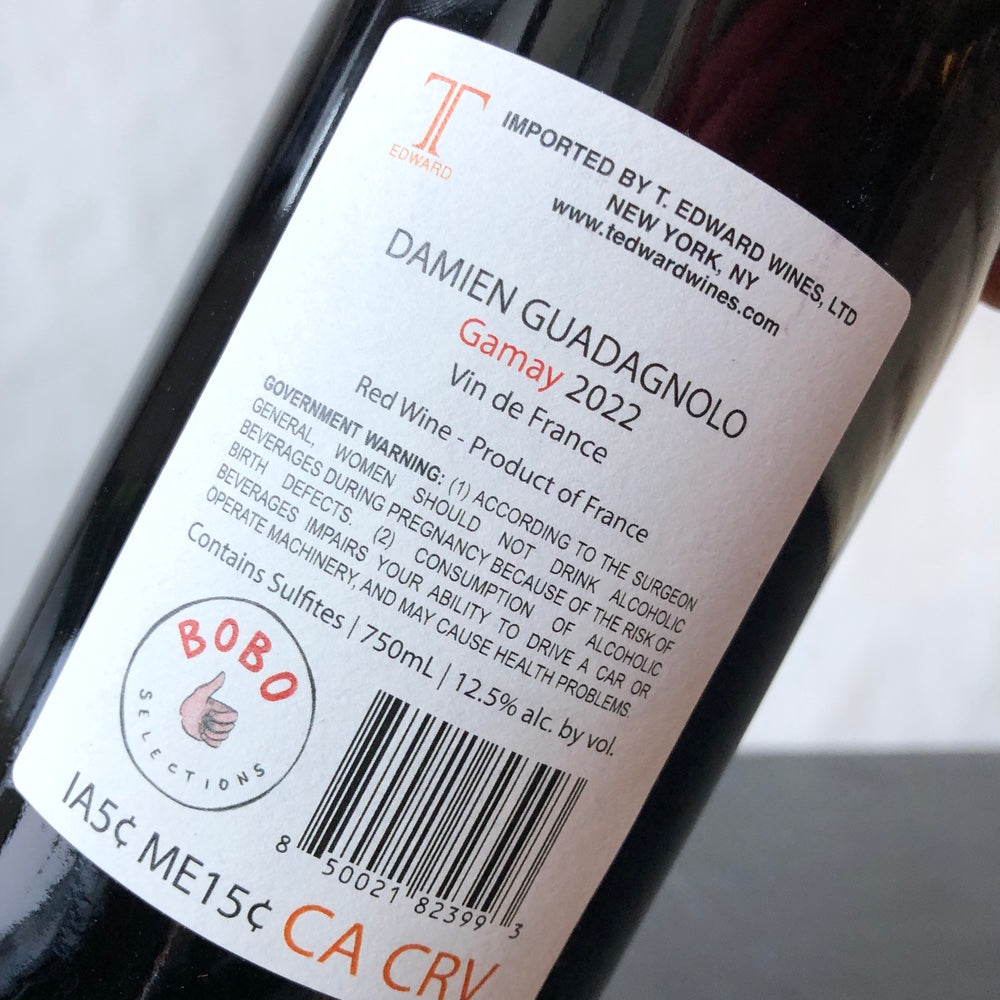 T
EDWARD
IMPORTED BY T. EDWARD WINES, LTD
NEW YORK, NY
www.tedwardwines.com
DAMIEN GUADAGNOLO
Gamay 2022
Vin de France
Red Wine - Product of France
GOVERNMENT WARNING: (1) ACCORDING TO THE SURGEON
GENERAL, WOMEN SHOULD NOT DRINK ALCOHOLIC
BEVERAGES DURING PREGNANCY BECAUSE OF THE RISK OF
BIRTH DEFECTS. (2) CONSUMPTION OF ALCOHOLIC
BEVERAGES IMPAIRS YOUR ABILITY TO DRIVE A CAR OR
OPERATE MACHINERY, AND MAY CAUSE HEALTH PROBLEMS.
Contains Sulfites | 750mL | 12.5% alc. by vol.
BOBO
SELECTIONS
8 50021 82399 3
IA5¢ ME15¢ CA CRV